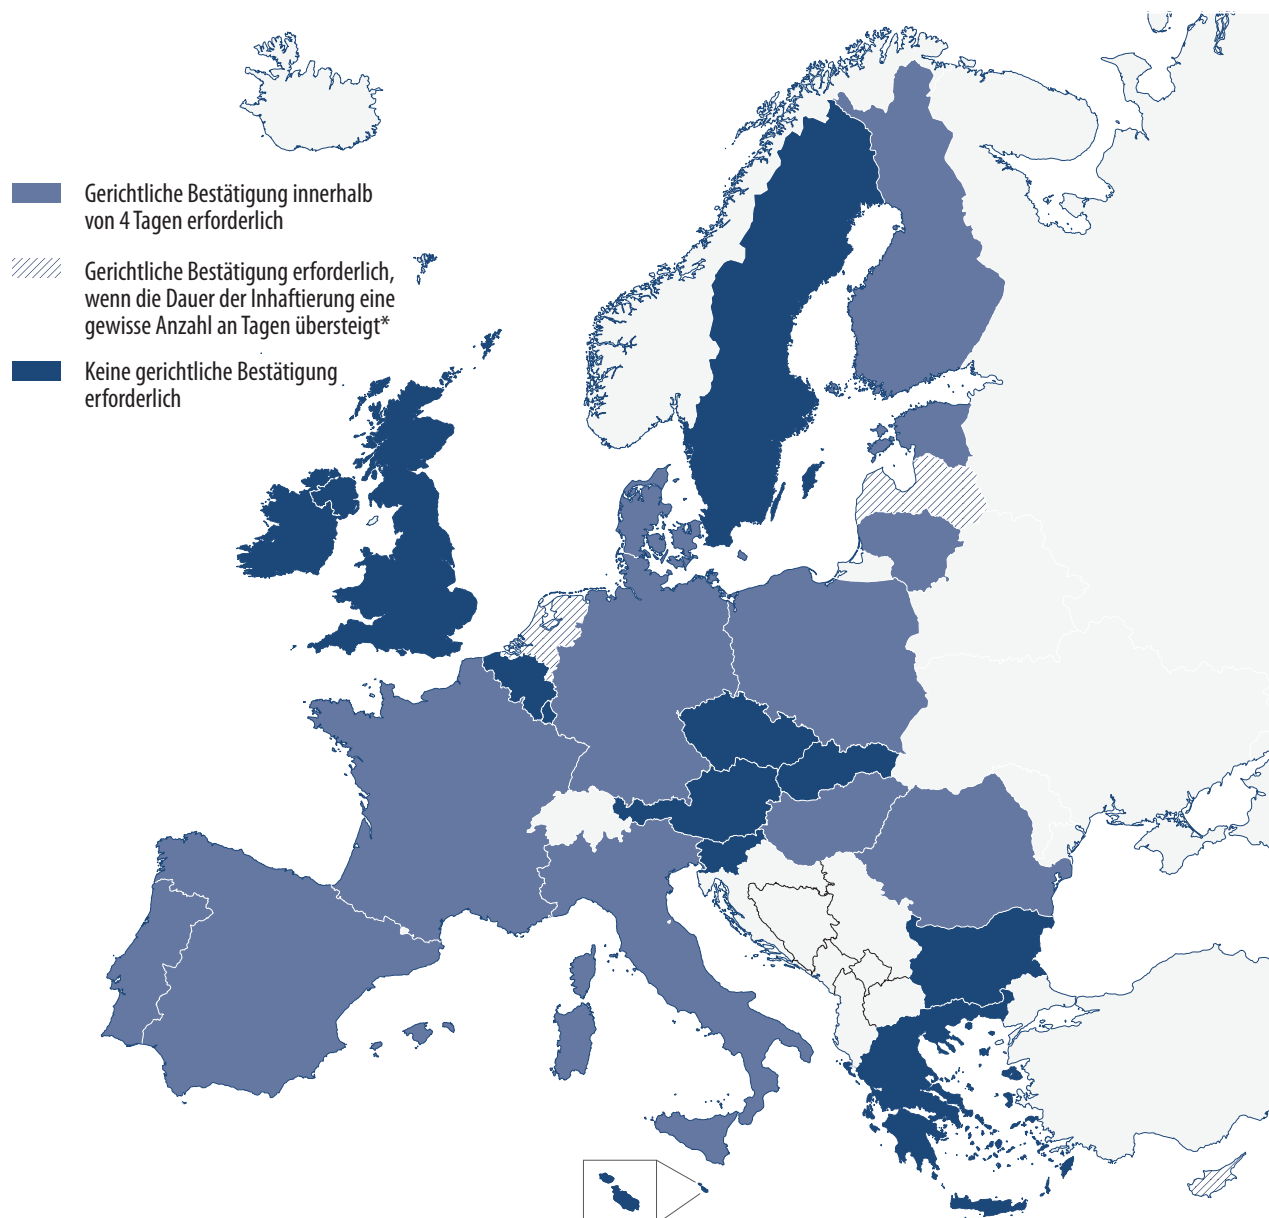 Gerichtliche Bestätigung innerhalb
von 4 Tagen erforderlich
Gerichtliche Bestätigung erforderlich,
wenn die Dauer der Inhaftierung eine
gewisse Anzahl an Tagen übersteigt*
Keine gerichtliche Bestätigung
erforderlich